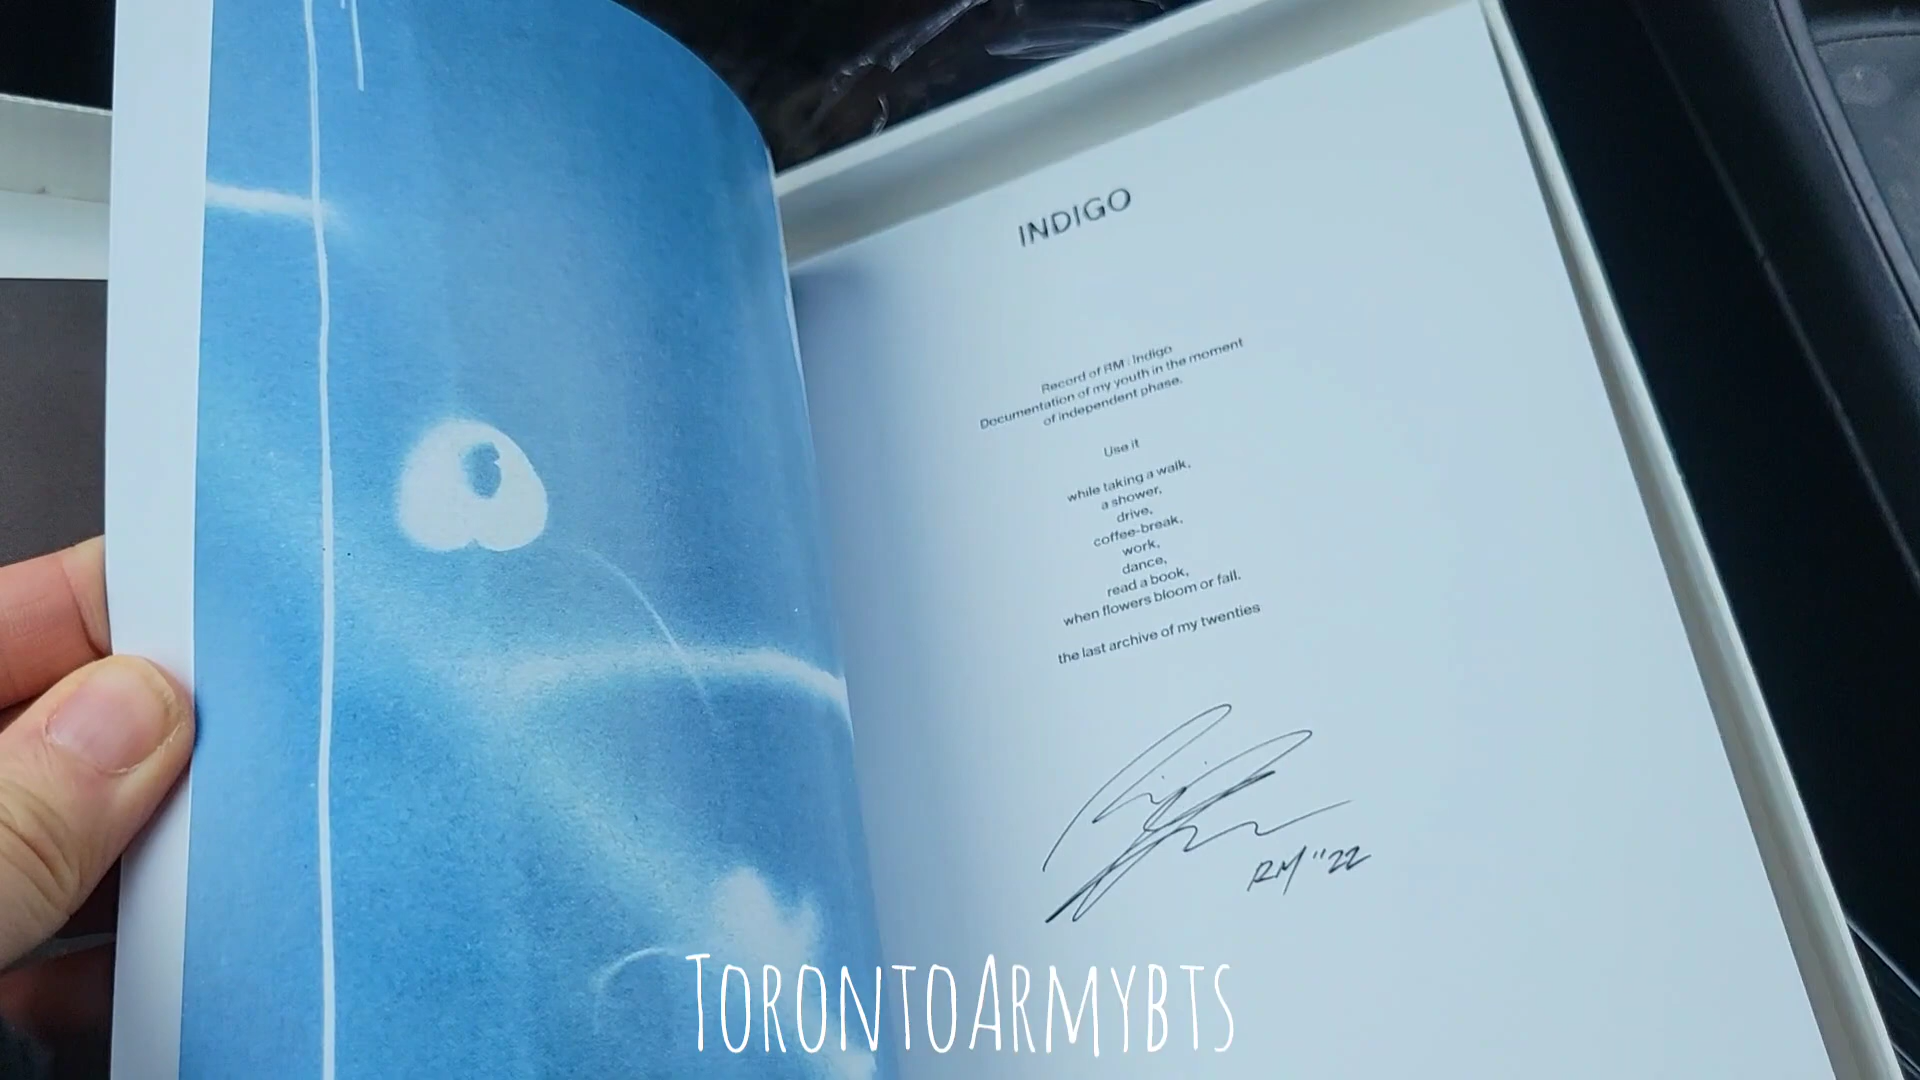 INDIGO
Record of RM : Indigo
Documentation of my youth in the moment
of independent phase.
Use it
while taking a walk,
a shower,
drive,
coffee-break,
work,
dance,
read a book,
when flowers bloom or fall.
the last archive of my twenties
RM "22
TORONTOARMYBTS